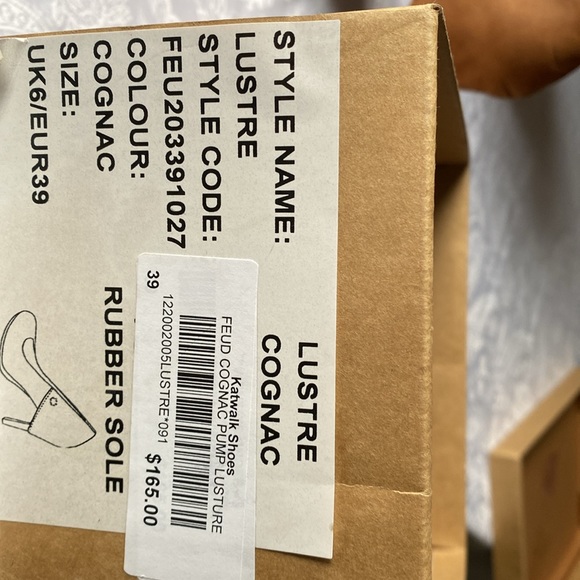 STYLE NAME:
LUSTRE
STYLE CODE:
FEU203391027
COLOUR:
COGNAC
SIZE:
UK6/EUR39
LUSTRE
COGNAC
RUBBER SOLE
Katwalk Shoes
FEUD COGNAC PUMP LUSTURE
122002005LUSTRE*091
39
$165.00